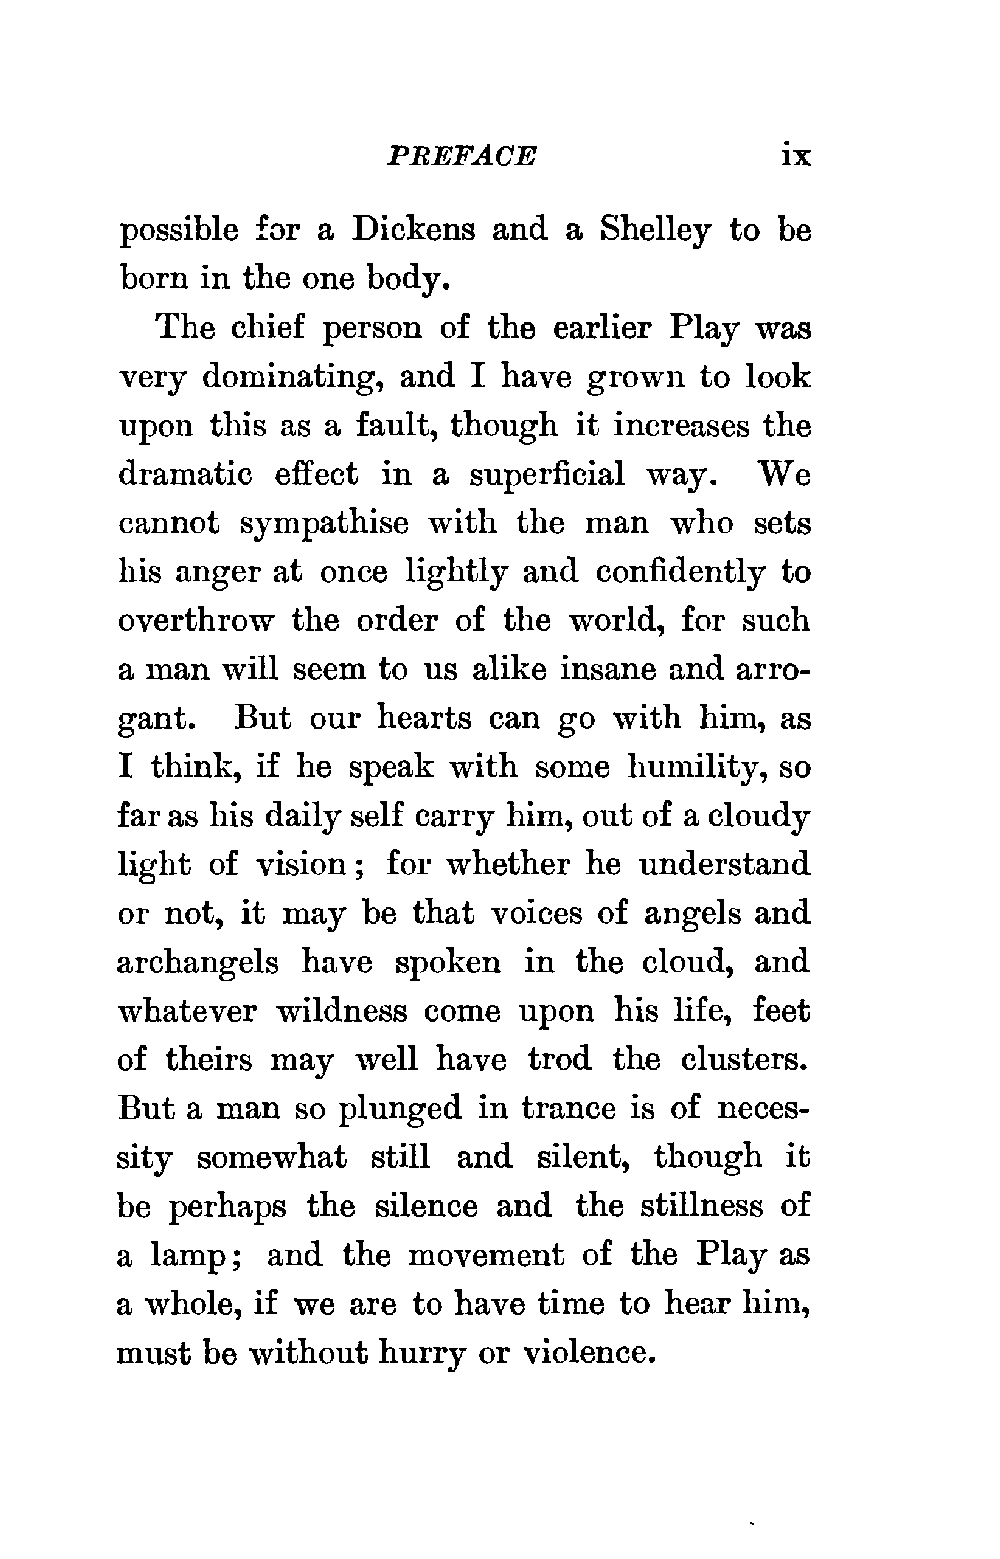 PREFACE ix
possible for a Dickens and a Shelley to be
born in the one body.
The chief person of the earlier Play was
very dominating, and I have grown to look
upon this as a fault, though it increases the
dramatic effect in a superficial way. We
cannot sympathise with the man who sets
his anger at once lightly and confidently to
overthrow the order of the world, for such
a man will seem to us alike insane and arro-
gant. But our hearts can go with him, as
I think, if he speak with some humility, so
far as his daily self carry him, out of a cloudy
light of vision; for whether he understand
or not, it may be that voices of angels and
archangels have spoken in the cloud, and
whatever wildness come upon his life, feet
of theirs may well have trod the clusters.
But a man so plunged in trance is of neces-
sity somewhat still and silent, though it
be perhaps the silence and the stillness of
a lamp; and the movement of the Play as
a whole, if we are to have time to hear him,
must be without hurry or violence.